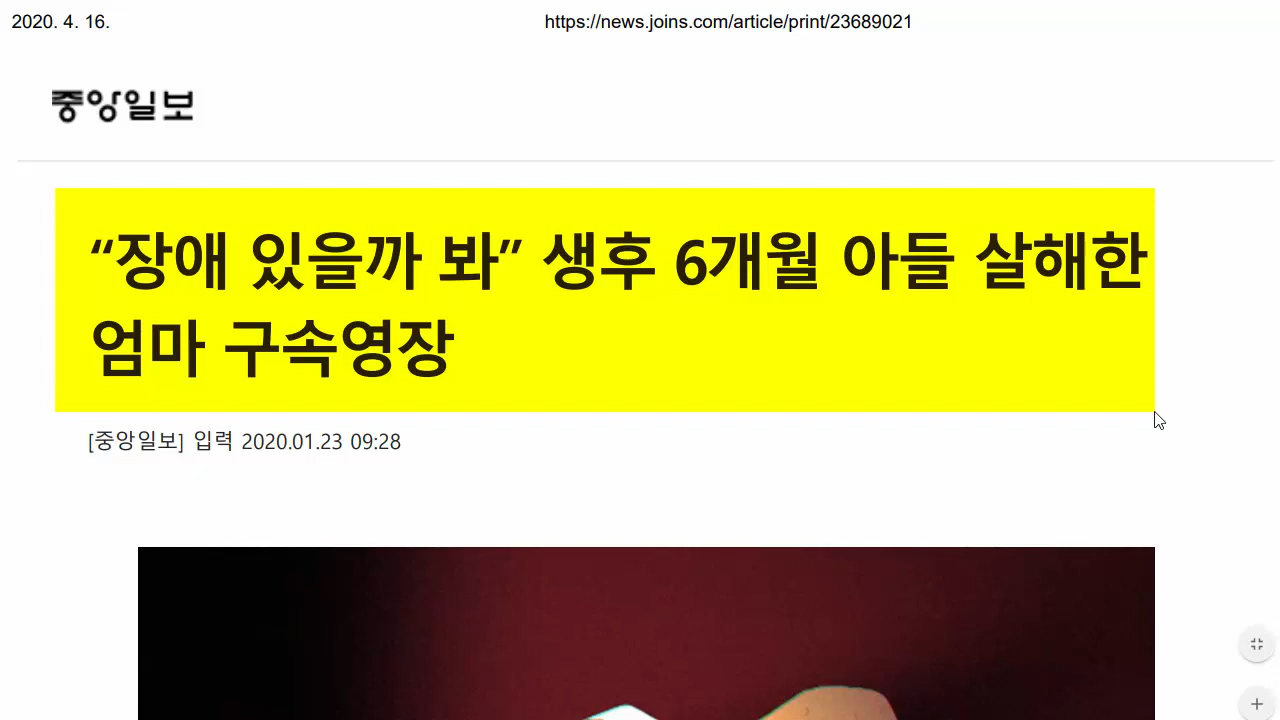 2020. 4. 16.
https://news.joins.com/article/print/23689021
중앙일보
“장애 있을까 봐” 생후 6개월 아들 살해한
엄마 구속영장
[중앙일보] 입력 2020.01.23 09:28